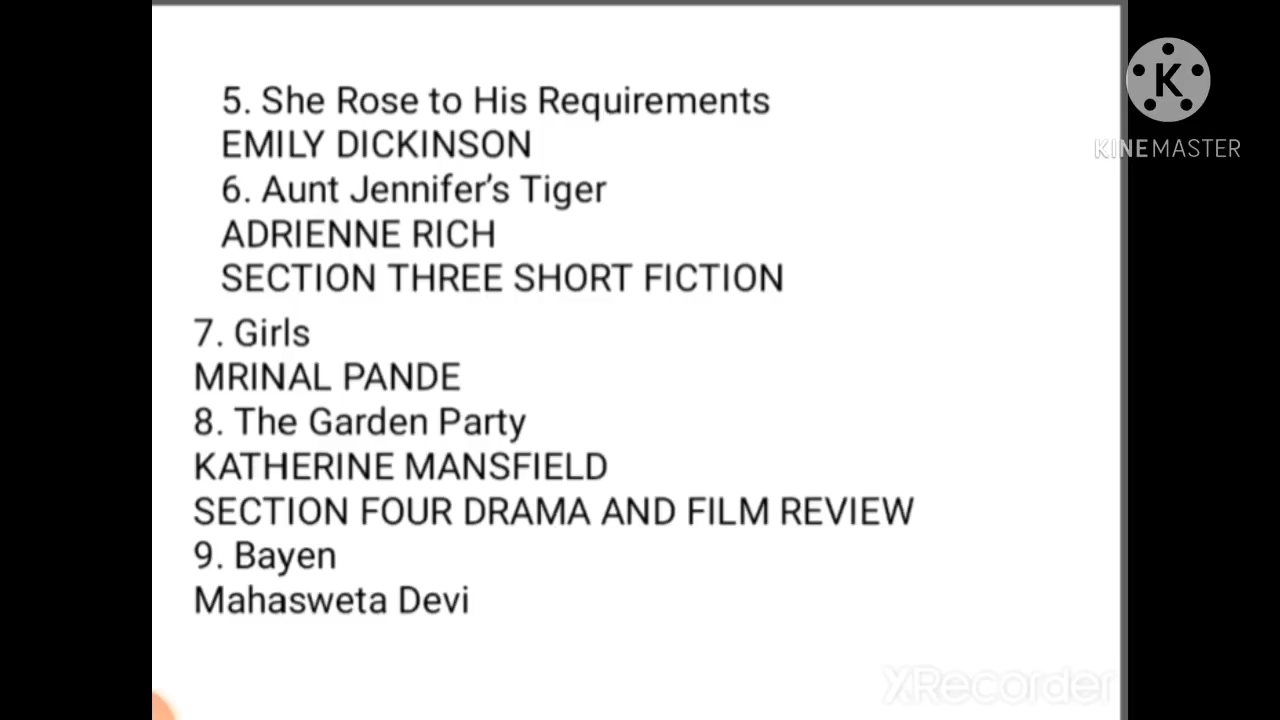 5. She Rose to His Requirements
EMILY DICKINSON
6. Aunt Jennifer’s Tiger
ADRIENNE RICH
SECTION THREE SHORT FICTION
7. Girls
MRINAL PANDE
8. The Garden Party
KATHERINE MANSFIELD
SECTION FOUR DRAMA AND FILM REVIEW
9. Bayen
Mahasweta Devi
K
KINEMASTER
XRecorder